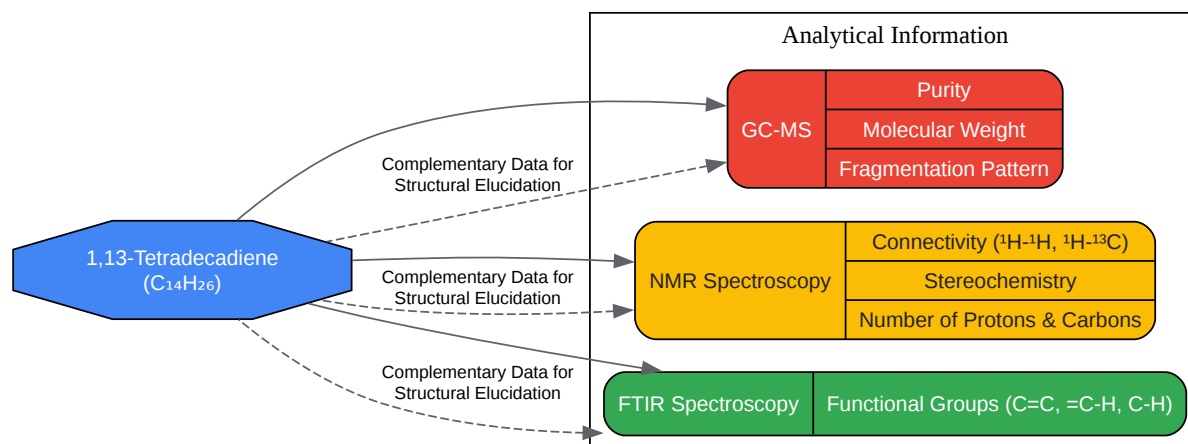 Analytical Information
Purity
GC-MS
Molecular Weight
Fragmentation Pattern
Complementary Data for
Structural Elucidation
1,13-Tetradecadiene
(C₁₄H₂₆)
Connectivity (¹H-¹H, ¹H-¹³C)
NMR Spectroscopy
Stereochemistry
Number of Protons & Carbons
Complementary Data for
Structural Elucidation
Complementary Data for
Structural Elucidation
FTIR Spectroscopy
Functional Groups (C=C, =C-H, C-H)